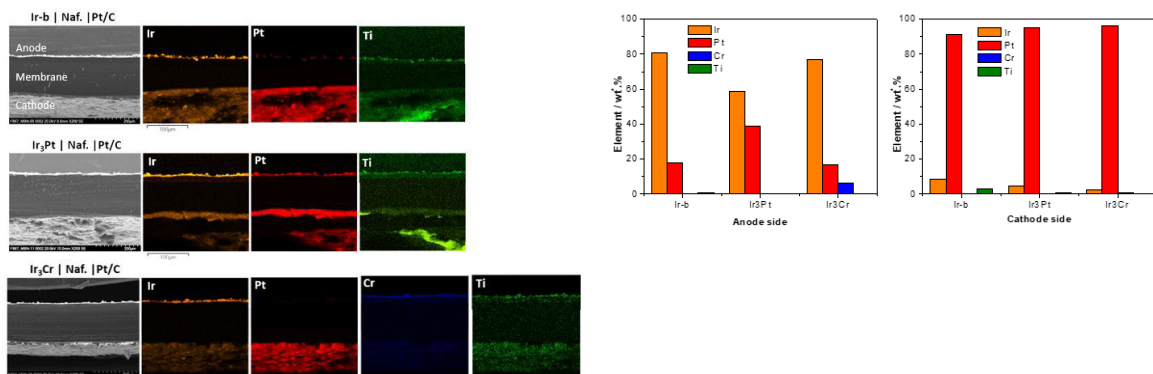 Ir-b | Naf. |Pt/C
Anode
Membrane
Cathode
Ir
Pt
Ti
100µm
Ir₃Pt | Naf. |Pt/C
Ir
Pt
Ti
100µm
Ir₃Cr | Naf. |Pt/C
Ir
Pt
Cr
Ti
Element / wt.%
100
80
60
40
20
0
Ir
Pt
Cr
Ti
Ir-b
Ir3Pt
Ir3Cr
Anode side
Element / wt.%
100
80
60
40
20
0
Ir
Pt
Cr
Ti
Ir-b
Ir3Pt
Ir3Cr
Cathode side